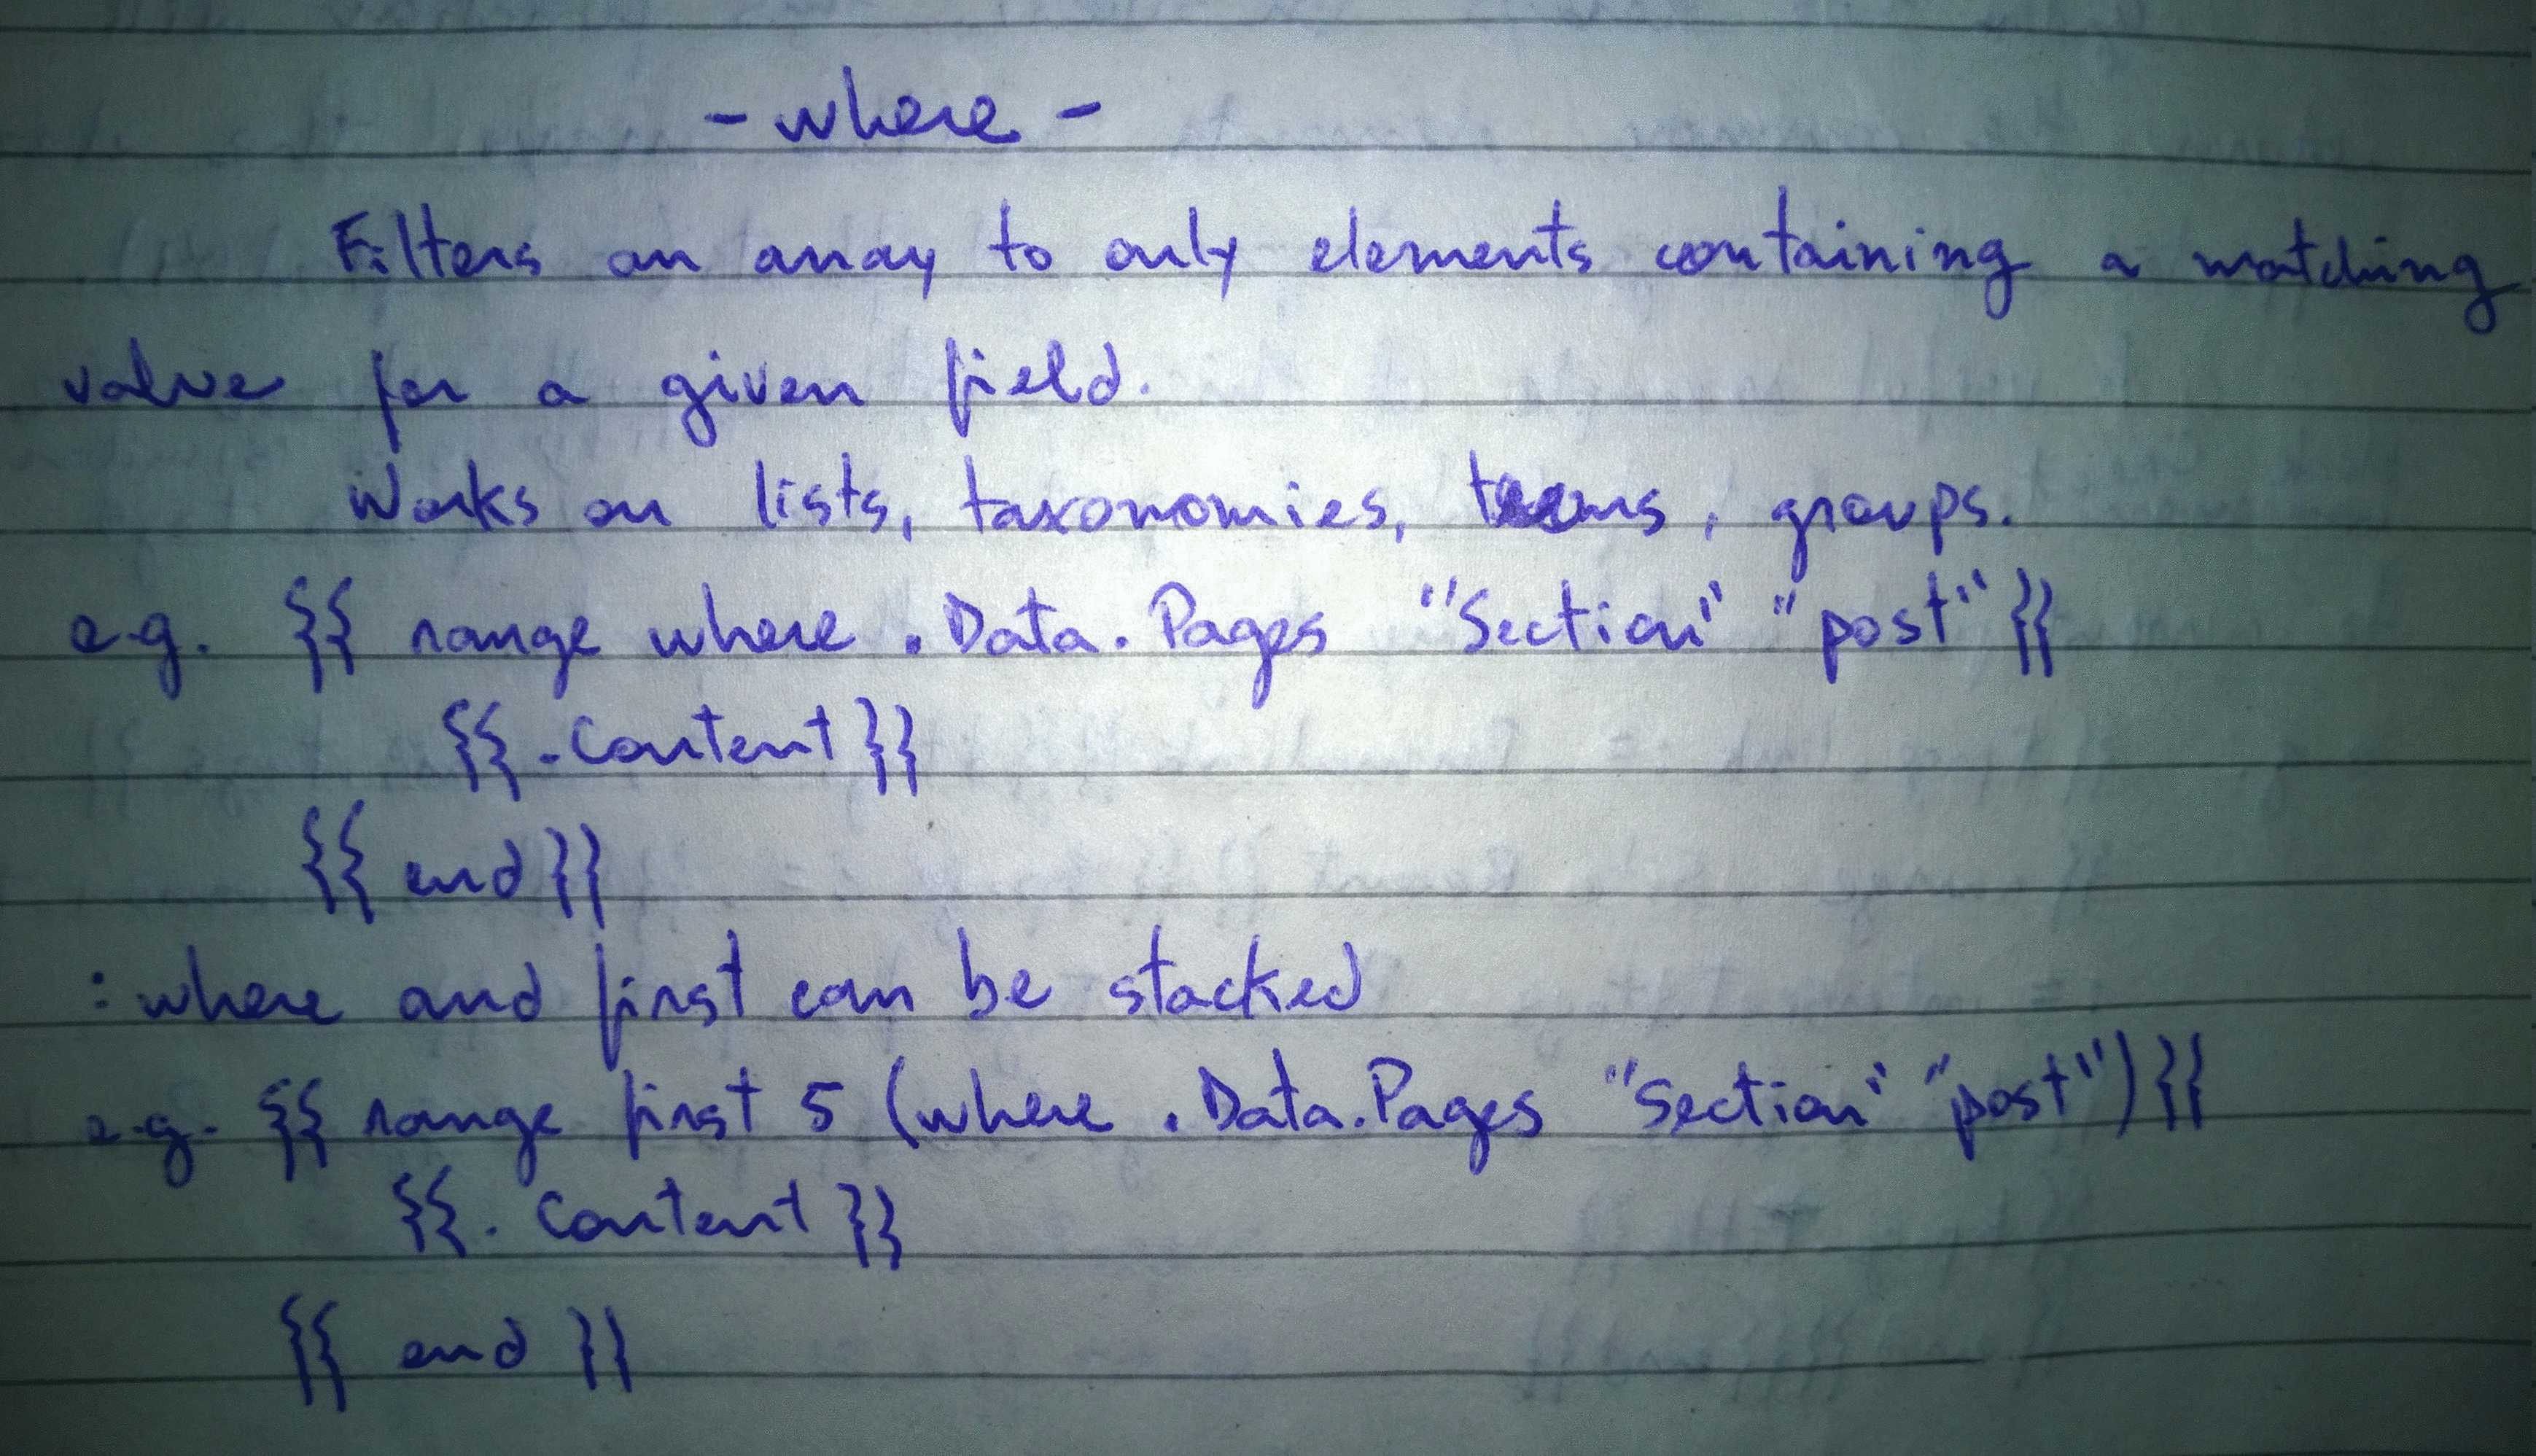 - where -
Filters an array to only elements containing a matching
value for a given field.
Works on lists, taxonomies, terms, groups.
e.g. {{ range where .Data.Pages "Section" "post" }}
{{ .Content }}
{{ end }}
: where and first can be stacked
e.g. {{ range first 5 (where .Data.Pages "Section" "post") }}
{{ . Content }}
{{ end }}